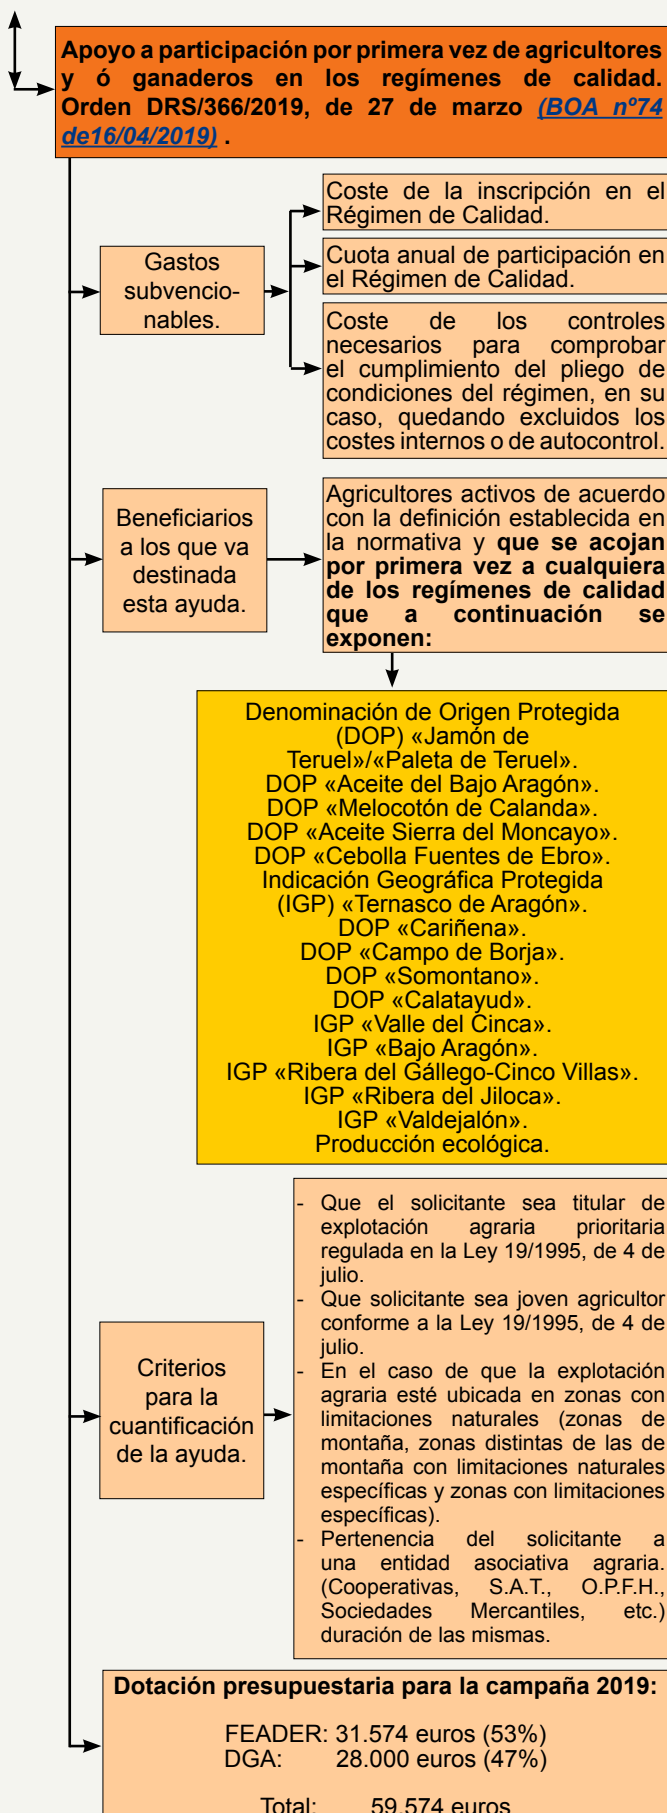 Apoyo a participación por primera vez de agricultores
y ó ganaderos en los regímenes de calidad.
Orden DRS/366/2019, de 27 de marzo (BOA nº74
de16/04/2019) .
Gastos
subvencio-
nables.
Coste de la inscripción en el
Régimen de Calidad.
Cuota anual de participación en
el Régimen de Calidad.
Coste de los controles
necesarios para comprobar
el cumplimiento del pliego de
condiciones del régimen, en su
caso, quedando excluidos los
costes internos o de autocontrol.
Beneficiarios
a los que va
destinada
esta ayuda.
Agricultores activos de acuerdo
con la definición establecida en
la normativa y que se acojan
por primera vez a cualquiera
de los regímenes de calidad
que a continuación se
exponen:
Denominación de Origen Protegida
(DOP) «Jamón de
Teruel»/«Paleta de Teruel».
DOP «Aceite del Bajo Aragón».
DOP «Melocotón de Calanda».
DOP «Aceite Sierra del Moncayo».
DOP «Cebolla Fuentes de Ebro».
Indicación Geográfica Protegida
(IGP) «Ternasco de Aragón».
DOP «Cariñena».
DOP «Campo de Borja».
DOP «Somontano».
DOP «Calatayud».
IGP «Valle del Cinca».
IGP «Bajo Aragón».
IGP «Ribera del Gállego-Cinco Villas».
IGP «Ribera del Jiloca».
IGP «Valdejalón».
Producción ecológica.
Criterios
para la
cuantificación
de la ayuda.
- Que el solicitante sea titular de
explotación agraria prioritaria
regulada en la Ley 19/1995, de 4 de
julio.
- Que solicitante sea joven agricultor
conforme a la Ley 19/1995, de 4 de
julio.
- En el caso de que la explotación
agraria esté ubicada en zonas con
limitaciones naturales (zonas de
montaña, zonas distintas de las de
montaña con limitaciones naturales
específicas y zonas con limitaciones
específicas).
- Pertenencia del solicitante a
una entidad asociativa agraria.
(Cooperativas, S.A.T., O.P.F.H.,
Sociedades Mercantiles, etc.)
duración de las mismas.
Dotación presupuestaria para la campaña 2019:
FEADER: 31.574 euros (53%)
DGA: 28.000 euros (47%)
Total: 59.574 euros